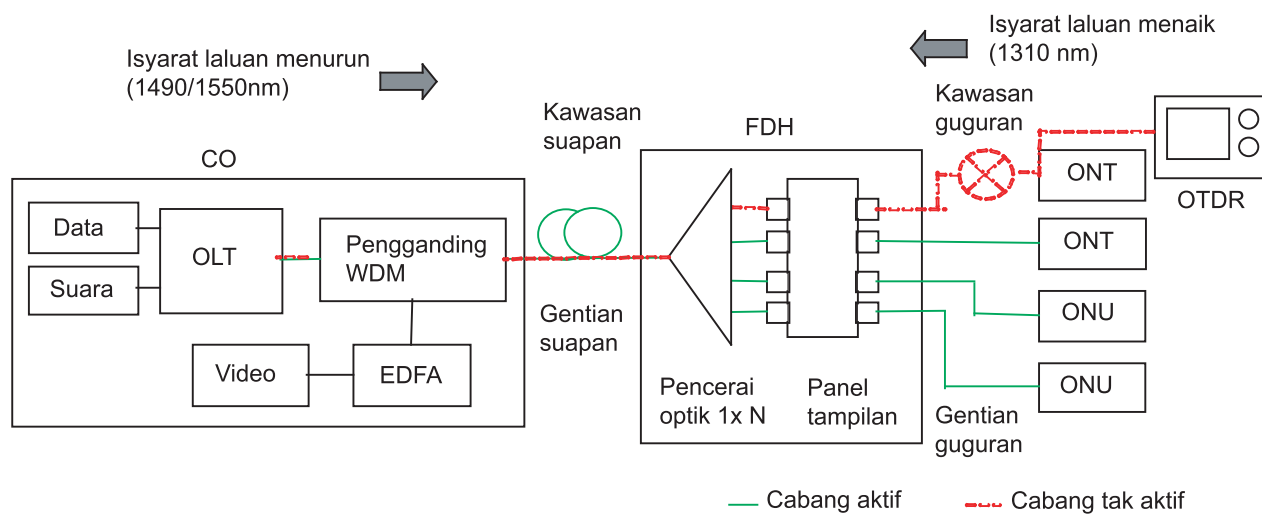 Isyarat laluan menurun
(1490/1550nm)
Isyarat laluan menaik
(1310 nm)
Kawasan
suapan
FDH
Kawasan
guguran
CO
Data
Suara
OLT
Pengganding
WDM
Video
EDFA
Gentian
suapan
Pencerai
optik 1x N
Panel
tampilan
ONT
OTDR
ONT
ONU
ONU
Gentian
guguran
Cabang aktif
Cabang tak aktif